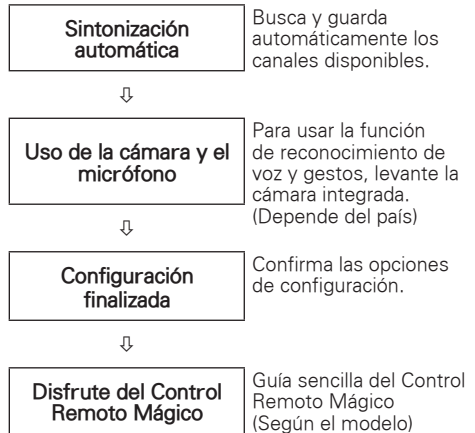 Sintonización
automática
Busca y guarda
automáticamente los
canales disponibles.
⇩
Uso de la cámara y el
micrófono
Para usar la función
de reconocimiento de
voz y gestos, levante la
cámara integrada.
(Depende del país)
⇩
Configuración
finalizada
Confirma las opciones
de configuración.
⇩
Disfrute del Control
Remoto Mágico
Guía sencilla del Control
Remoto Mágico
(Según el modelo)